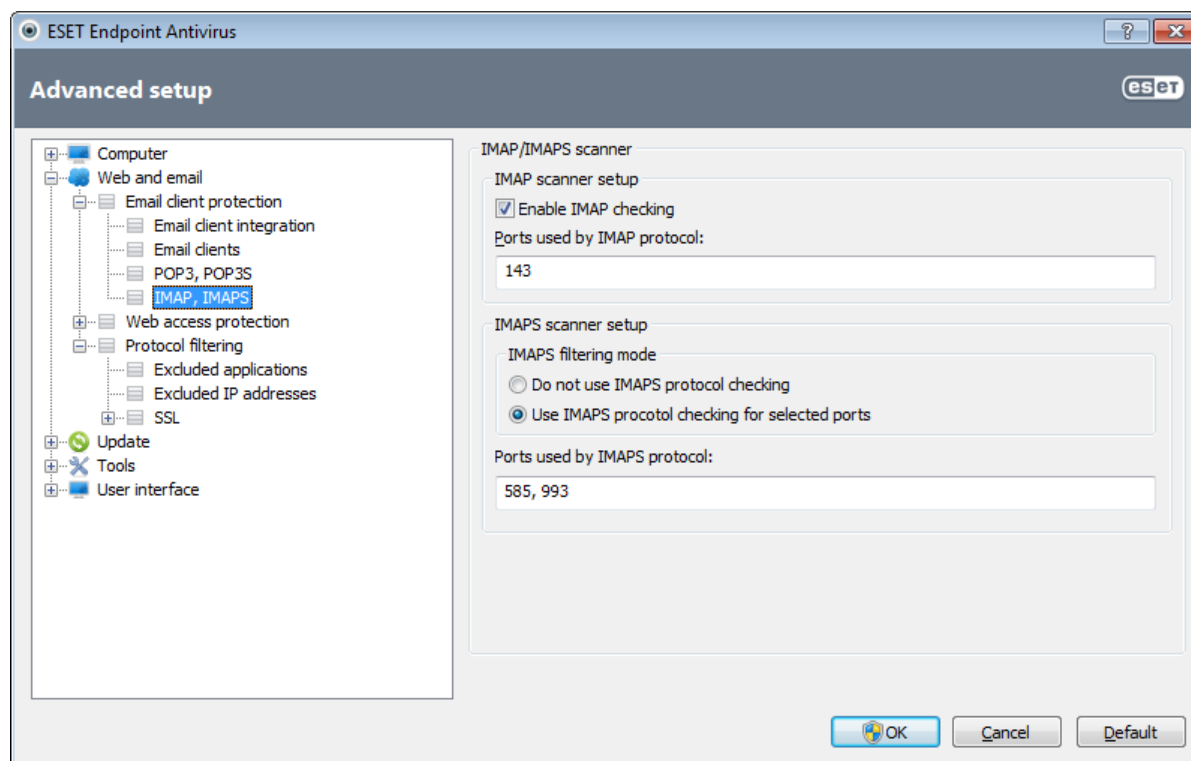 ESET Endpoint Antivirus
?
Advanced setup
eseT
Computer
Web and email
Email client protection
Email client integration
Email clients
POP3, POP3S
IMAP, IMAPS
Web access protection
Protocol filtering
Excluded applications
Excluded IP addresses
SSL
Update
Tools
User interface
IMAP/IMAPS scanner
IMAP scanner setup
Enable IMAP checking
Ports used by IMAP protocol:
143
IMAPS scanner setup
IMAPS filtering mode
Do not use IMAPS protocol checking
Use IMAPS procotol checking for selected ports
Ports used by IMAPS protocol:
585, 993
OK
Cancel
Default